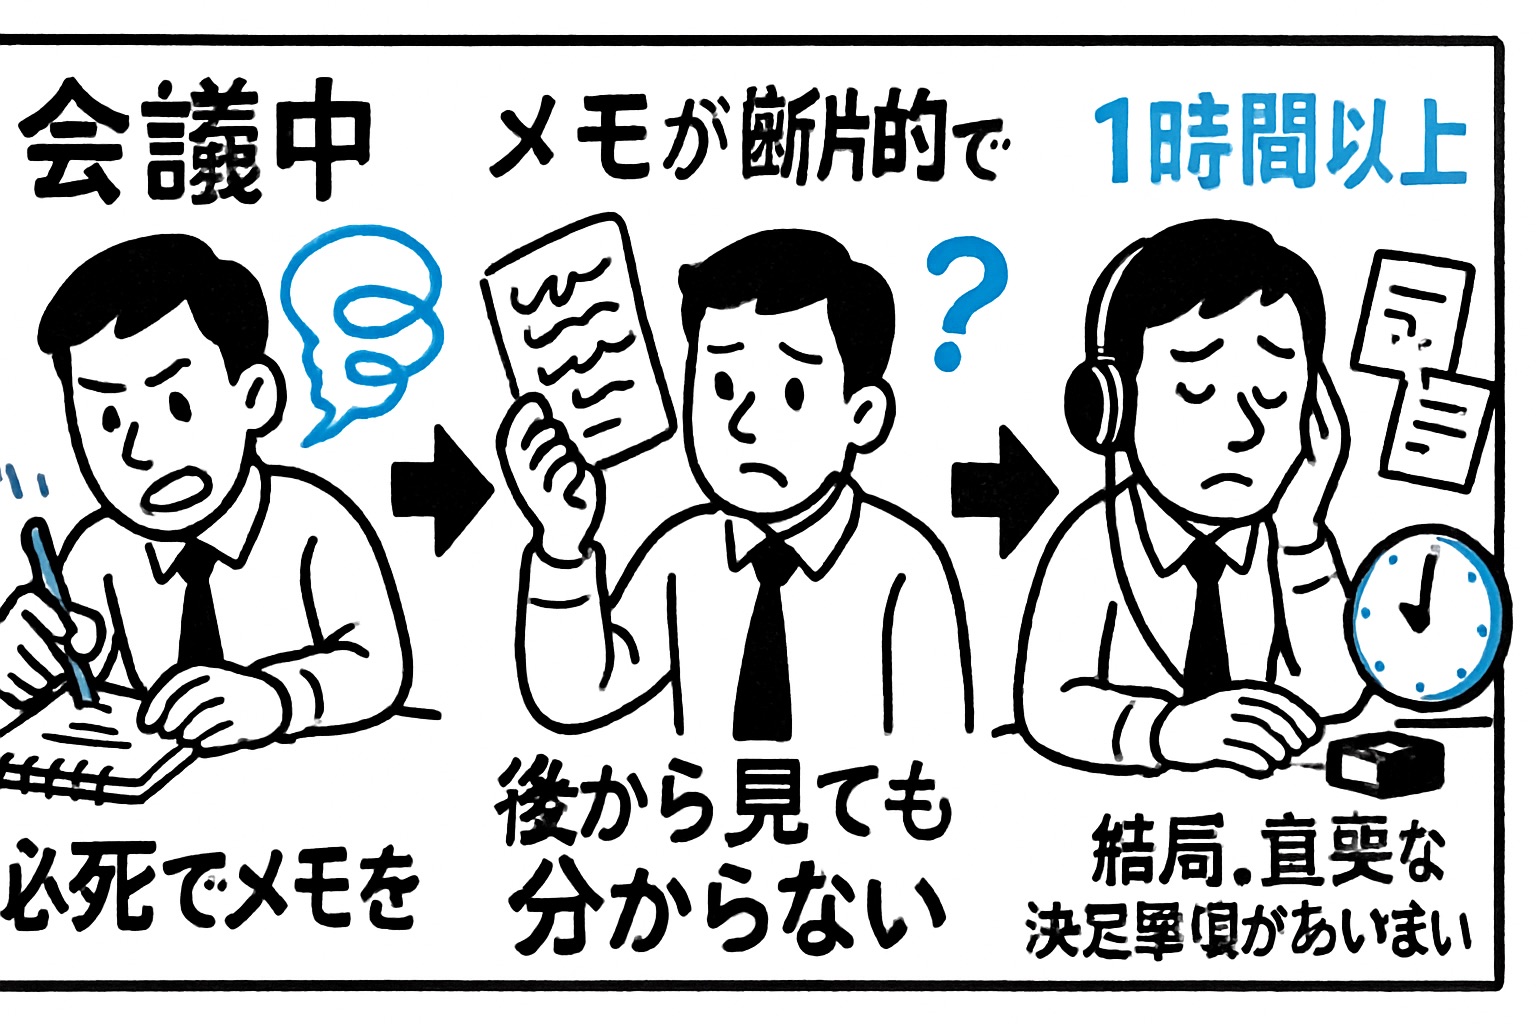 会議中
必死でメモを
メモが断片的で
?
後から見ても
分からない
1時間以上
結局.
があいまい